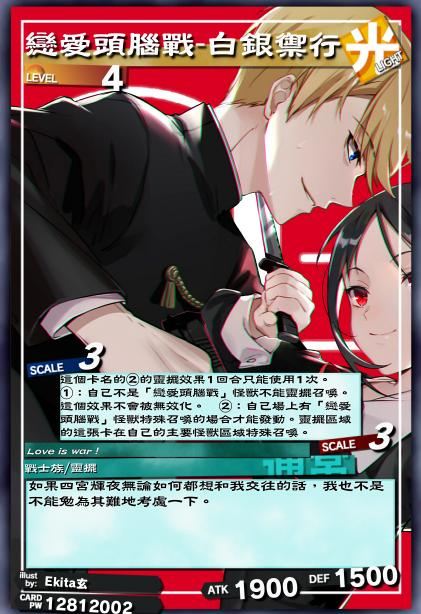 戀愛頭腦戰-白銀禦行
光
LIGHT
LEVEL 4
SCALE 3
這個卡名的②的靈擺效果1回合只能使用1次。
①：自己不是「戀愛頭腦戰」怪獸不能靈擺召喚。
這個效果不會被無效化。 ②：自己場上有「戀愛
頭腦戰」怪獸特殊召喚的場合才能發動。靈擺區域
的這張卡在自己的主要怪獸區域特殊召喚。
SCALE 3
Love is war !
戰士族/靈擺
如果四宮輝夜無論如何都想和我交往的話，我也不是
不能勉為其難地考慮一下。
illust by: Ekita玄
ATK 1900 DEF 1500
CARD PW 12812002